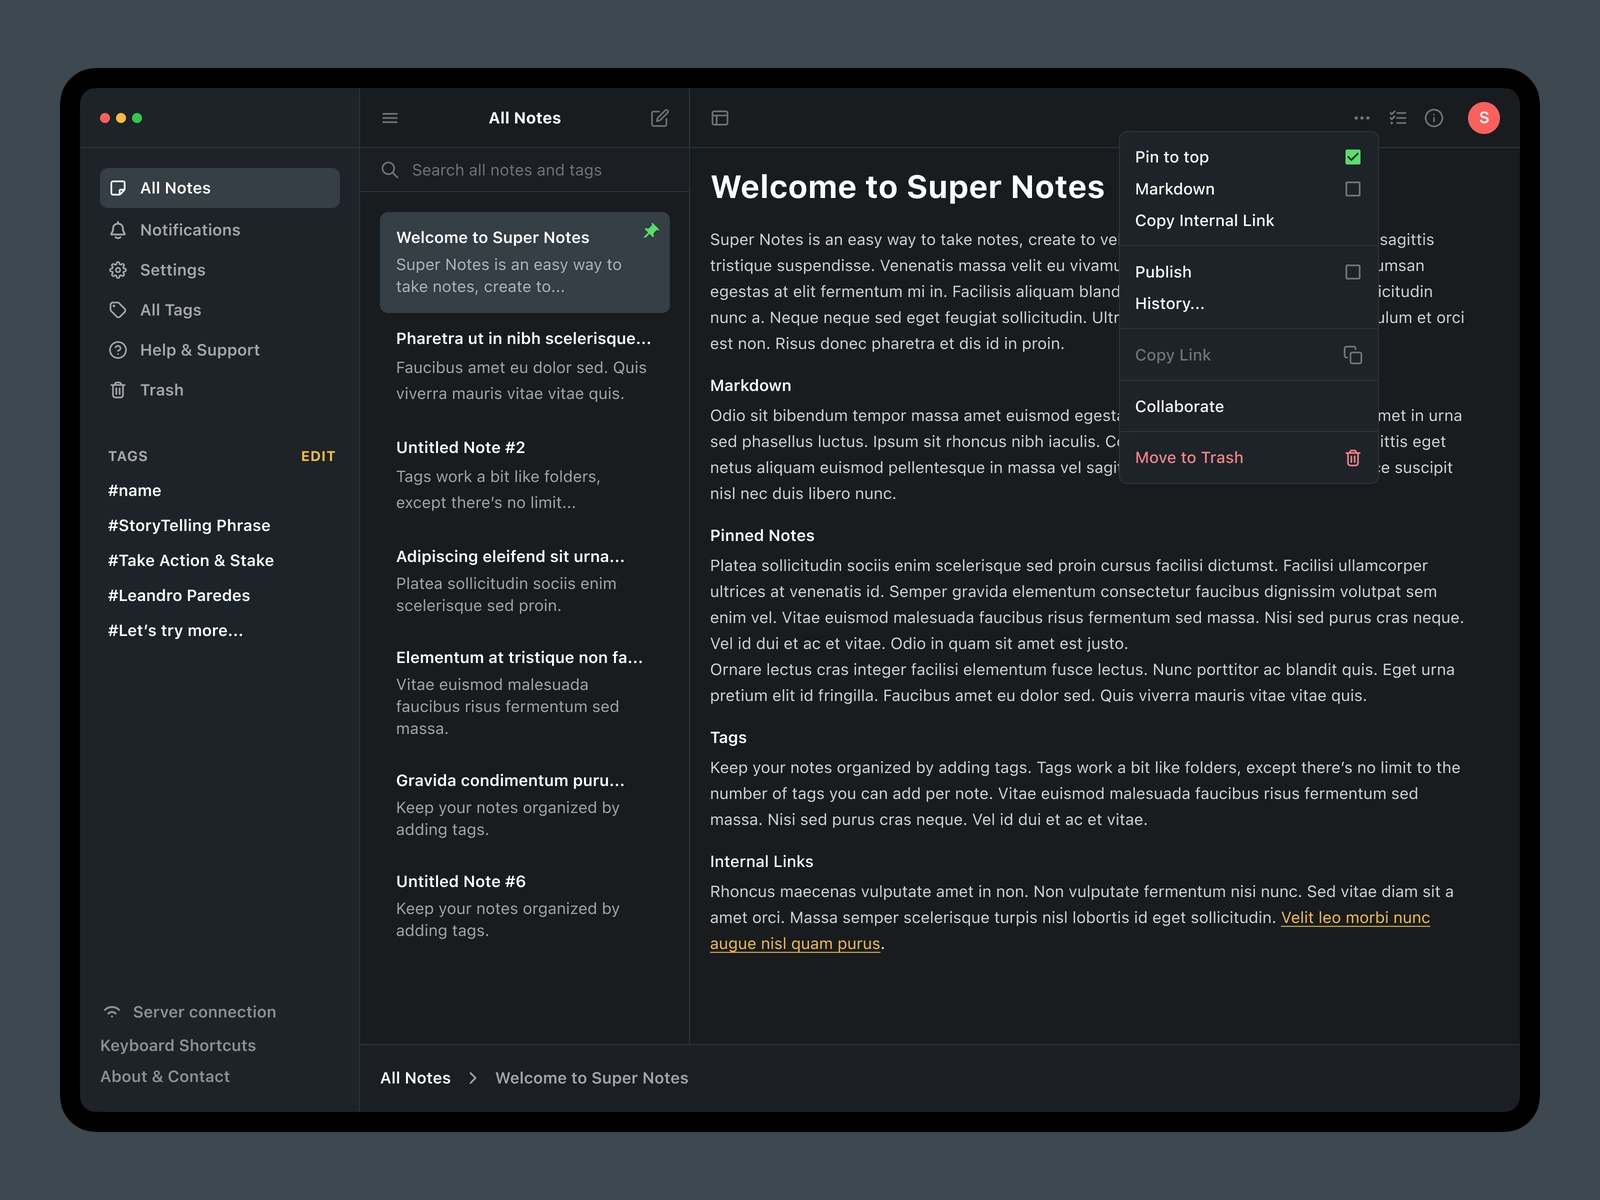 All Notes
Notifications
Settings
All Tags
Help & Support
Trash
TAGS
EDIT
#name
#StoryTelling Phrase
#Take Action & Stake
#Leandro Paredes
#Let’s try more...
Server connection
Keyboard Shortcuts
About & Contact
All Notes
Search all notes and tags
Welcome to Super Notes
Super Notes is an easy way to
take notes, create to...
Pharetra ut in nibh scelerisque...
Faucibus amet eu dolor sed. Quis
viverra mauris vitae vitae quis.
Untitled Note #2
Tags work a bit like folders,
except there’s no limit...
Adipiscing eleifend sit urna...
Platea sollicitudin sociis enim
scelerisque sed proin.
Elementum at tristique non fa...
Vitae euismod malesuada
faucibus risus fermentum sed
massa.
Gravida condimentum puru...
Keep your notes organized by
adding tags.
Untitled Note #6
Keep your notes organized by
adding tags.
S
Pin to top
Markdown
Copy Internal Link
Publish
History...
Copy Link
Collaborate
Move to Trash
Welcome to Super Notes
Super Notes is an easy way to take notes, create to sagittis
tristique suspendisse. Venenatis massa velit eu
egestas at elit fermentum mi in. Facilisis aliquam
nunc a. Neque neque sed eget feugiat sollicitudin. et orci
est non. Risus donec pharetra et dis id in proin.
Markdown
Odio sit bibendum tempor massa amet euismod in urna
sed phasellus luctus. Ipsum sit rhoncus nibh iaculis. eget
netus aliquam euismod pellentesque in massa vel suscipit
nisl nec duis libero nunc.
Pinned Notes
Platea sollicitudin sociis enim scelerisque sed proin cursus facilisi dictumst. Facilisi ullamcorper
ultrices at venenatis id. Semper gravida elementum consectetur faucibus dignissim volutpat sem
enim vel. Vitae euismod malesuada faucibus risus fermentum sed massa. Nisi sed purus cras neque.
Vel id dui et ac et vitae. Odio in quam sit amet est justo.
Ornare lectus cras integer facilisi elementum fusce lectus. Nunc porttitor ac blandit quis. Eget urna
pretium elit id fringilla. Faucibus amet eu dolor sed. Quis viverra mauris vitae vitae quis.
Tags
Keep your notes organized by adding tags. Tags work a bit like folders, except there’s no limit to the
number of tags you can add per note. Vitae euismod malesuada faucibus risus fermentum sed
massa. Nisi sed purus cras neque. Vel id dui et ac et vitae.
Internal Links
Rhoncus maecenas vulputate amet in non. Non vulputate fermentum nisi nunc. Sed vitae diam sit a
amet orci. Massa semper scelerisque turpis nisl lobortis id eget sollicitudin. Velit leo morbi nunc
augue nisl quam purus.
All Notes
Welcome to Super Notes